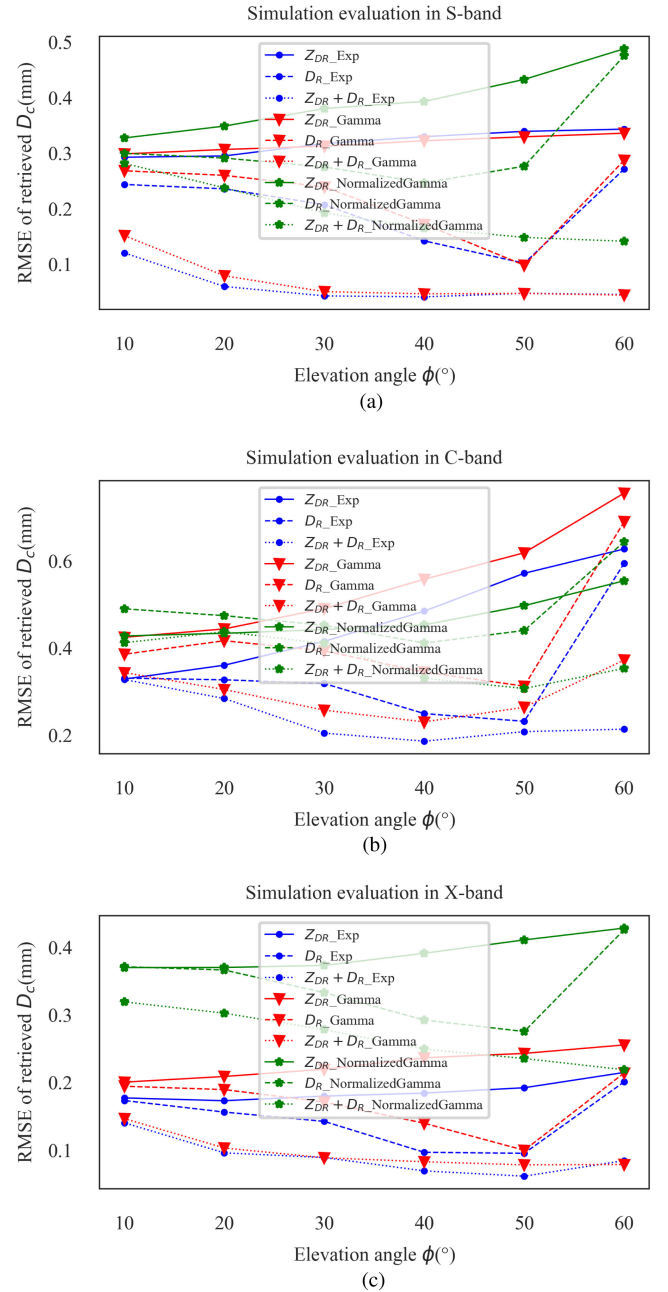 Simulation evaluation in S-band
RMSE of retrieved D_c(mm)
0.5
0.4
0.3
0.2
0.1
Z_DR_Exp
D_R_Exp
Z_DR + D_R_Exp
Z_DR_Gamma
D_R_Gamma
Z_DR + D_R_Gamma
Z_DR_NormalizedGamma
D_R_NormalizedGamma
Z_DR + D_R_NormalizedGamma
10 20 30 40 50 60
Elevation angle ϕ(°)
(a)
Simulation evaluation in C-band
RMSE of retrieved D_c(mm)
0.6
0.4
0.2
Z_DR_Exp
D_R_Exp
Z_DR + D_R_Exp
Z_DR_Gamma
D_R_Gamma
Z_DR + D_R_Gamma
Z_DR_NormalizedGamma
D_R_NormalizedGamma
Z_DR + D_R_NormalizedGamma
10 20 30 40 50 60
Elevation angle ϕ(°)
(b)
Simulation evaluation in X-band
RMSE of retrieved D_c(mm)
0.4
0.3
0.2
0.1
Z_DR_Exp
D_R_Exp
Z_DR + D_R_Exp
Z_DR_Gamma
D_R_Gamma
Z_DR + D_R_Gamma
Z_DR_NormalizedGamma
D_R_NormalizedGamma
Z_DR + D_R_NormalizedGamma
10 20 30 40 50 60
Elevation angle ϕ(°)
(c)